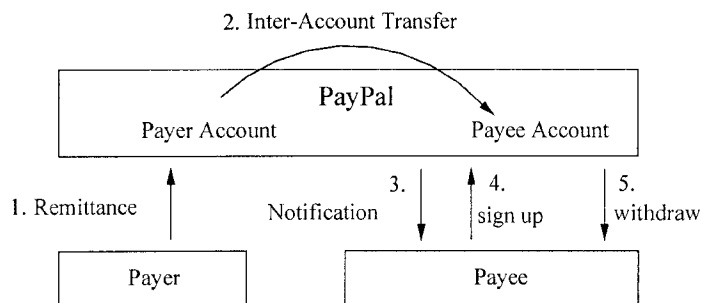 2. Inter-Account Transfer
PayPal
Payer Account
Payee Account
1. Remittance
3.
Notification
4.
sign up
5.
withdraw
Payer
Payee